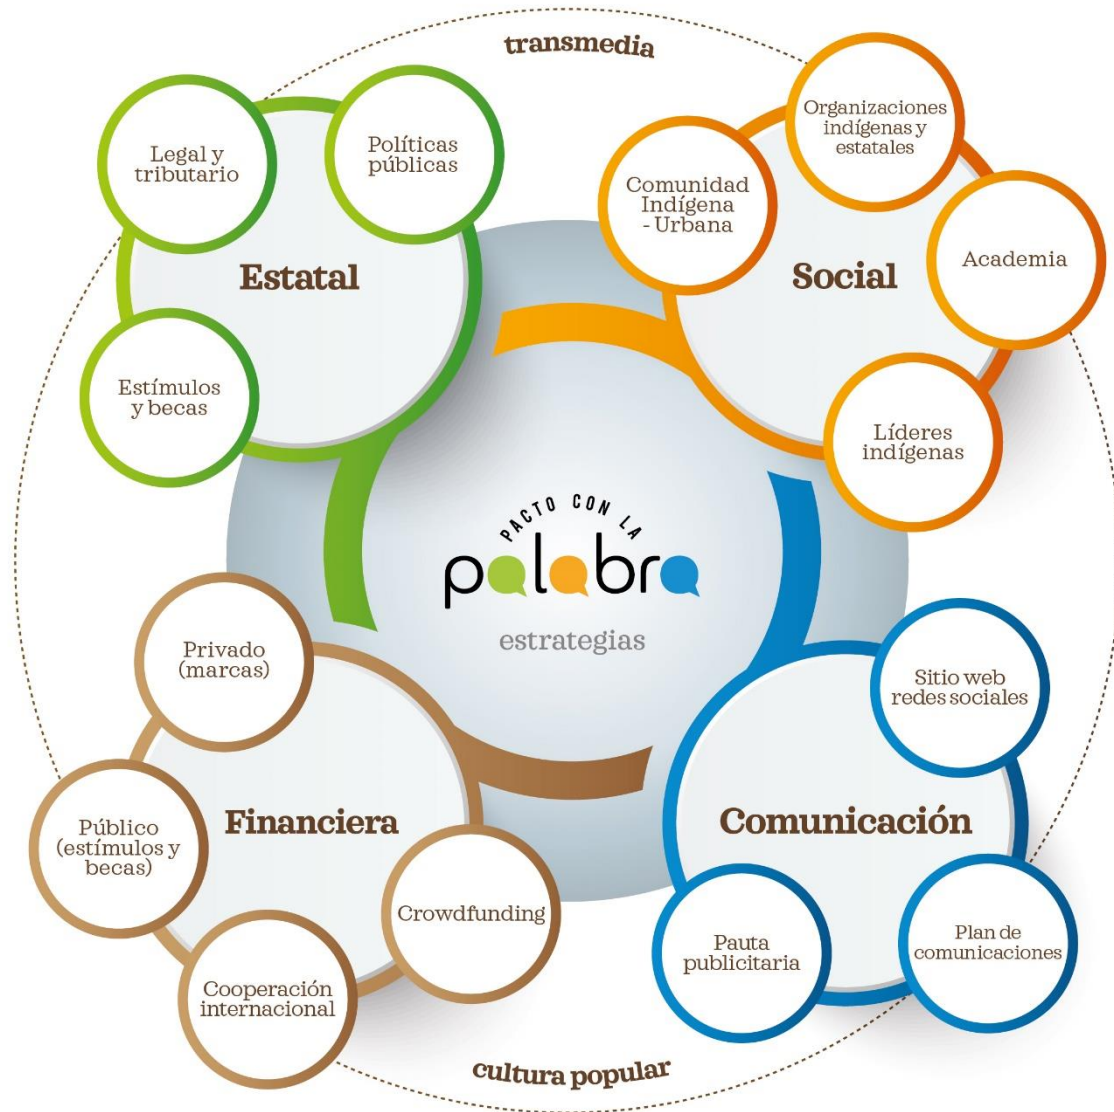 transmedia
Legal y
tributario
Políticas
públicas
Estatal
Estímulos
y becas
Organizaciones
indígenas y
estatales
Comunidad
Indígena
- Urbana
Academia
Social
Líderes
indígenas
PACTO CON LA
palabra
estrategias
Privado
(marcas)
Público
(estímulos y
becas)
Financiera
Crowdfunding
Cooperación
internacional
Sitio web
redes sociales
Comunicación
Pauta
publicitaria
Plan de
comunicaciones
cultura popular